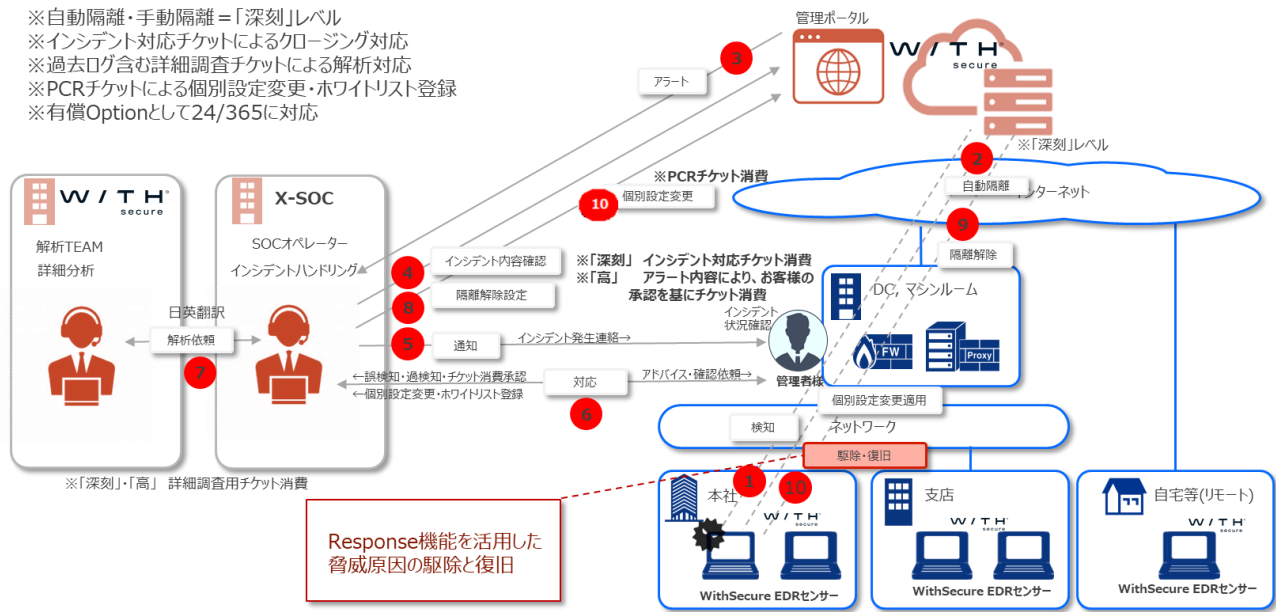 ※自動隔離・手動隔離＝「深刻」レベル
※インシデント対応チケットによるクロージング対応
※過去ログ含む詳細調査チケットによる解析対応
※PCRチケットによる個別設定変更・ホワイトリスト登録
※有償Optionとして24/365に対応
管理ポータル
W/TH
secure
3
アラート
※「深刻」レベル
2
自動隔離
インターネット
※PCRチケット消費
10
個別設定変更
9
隔離解除
W/TH
secure
解析TEAM
詳細分析
X-SOC
SOCオペレーター
インシデントハンドリング
4
インシデント内容確認
※「深刻」 インシデント対応チケット消費
※「高」 アラート内容により、お客様の
承認を基にチケット消費
8
隔離解除設定
DC, マシンルーム
FW
Proxy
インシデント
状況確認
日英翻訳
解析依頼
7
5
通知
インシデント発生連絡→
管理者様
←誤検知・過検知・チケット消費承認
対応
アドバイス・確認依頼→
←個別設定変更・ホワイトリスト登録
6
個別設定変更適用
検知
ネットワーク
駆除・復旧
※「深刻」・「高」 詳細調査用チケット消費
Response機能を活用した
脅威原因の駆除と復旧
1
10
本社
W/TH
secure
WithSecure EDRセンサー
支店
W/TH
secure
WithSecure EDRセンサー
自宅等(リモート)
W/TH
secure
WithSecure EDRセンサー